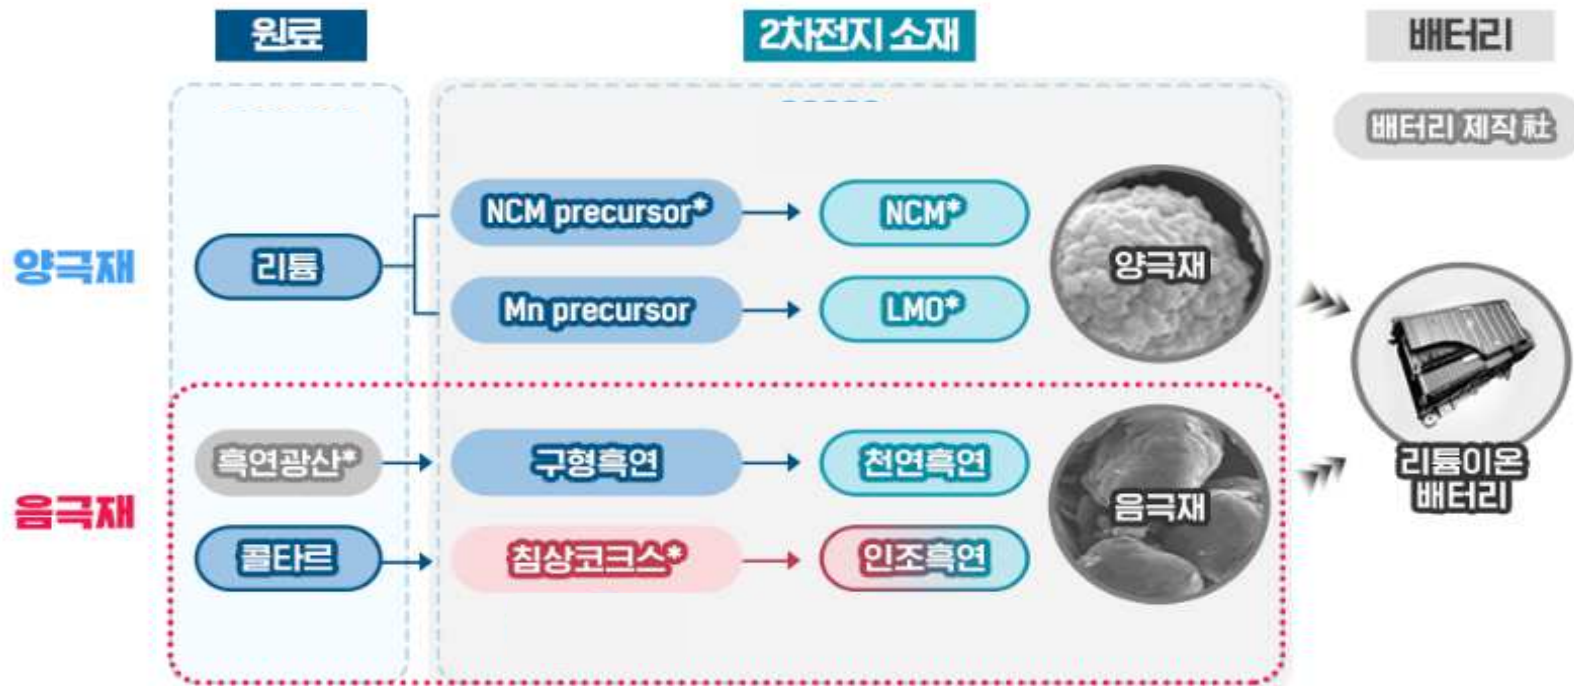 원료
2차전지 소재
배터리
배터리 제작 社
양극재
리튬
NCM precursor*
NCM*
Mn precursor
LMO*
양극재
음극재
흑연광산*
구형흑연
천연흑연
콜타르
침상코크스*
인조흑연
음극재
리튬이온
배터리